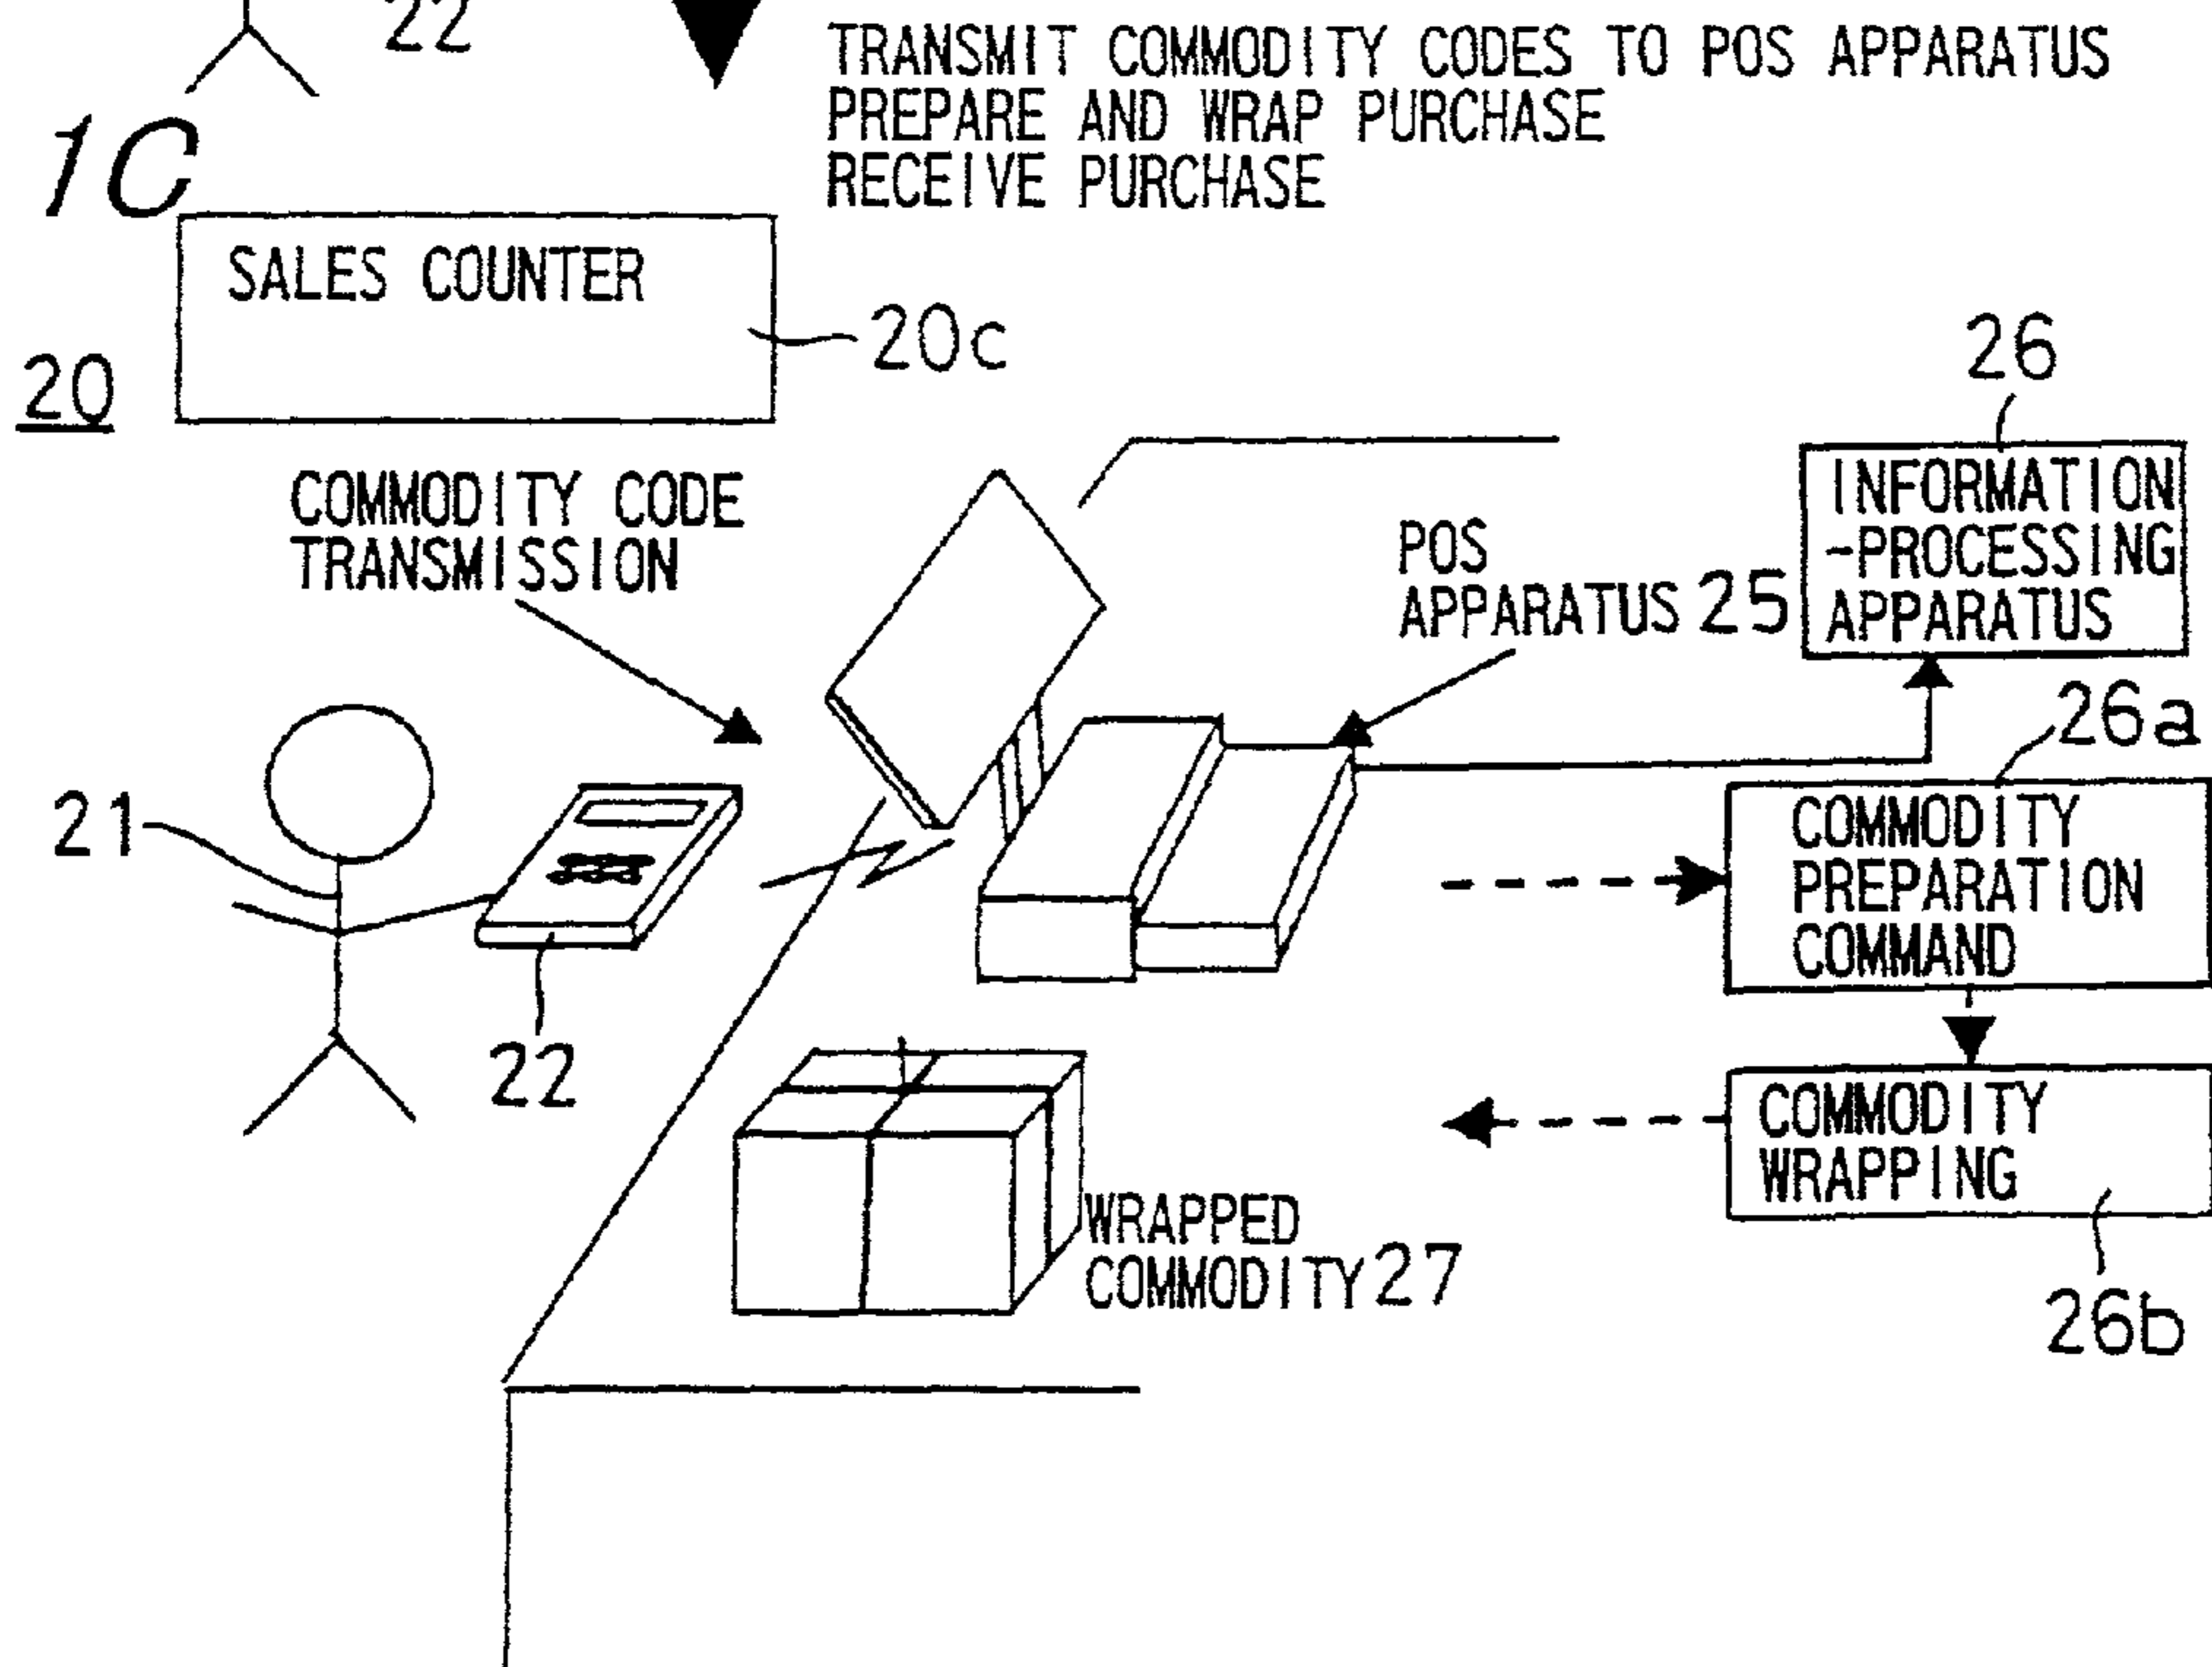 22
TRANSMIT COMMODITY CODES TO POS APPARATUS
PREPARE AND WRAP PURCHASE
RECEIVE PURCHASE
1C
SALES COUNTER
20c
20
26
COMMODITY CODE
TRANSMISSION
INFORMATION
-PROCESSING
APPARATUS
POS
APPARATUS 25
26a
21
COMMODITY
PREPARATION
COMMAND
22
COMMODITY
WRAPPING
WRAPPED
COMMODITY 27
26b